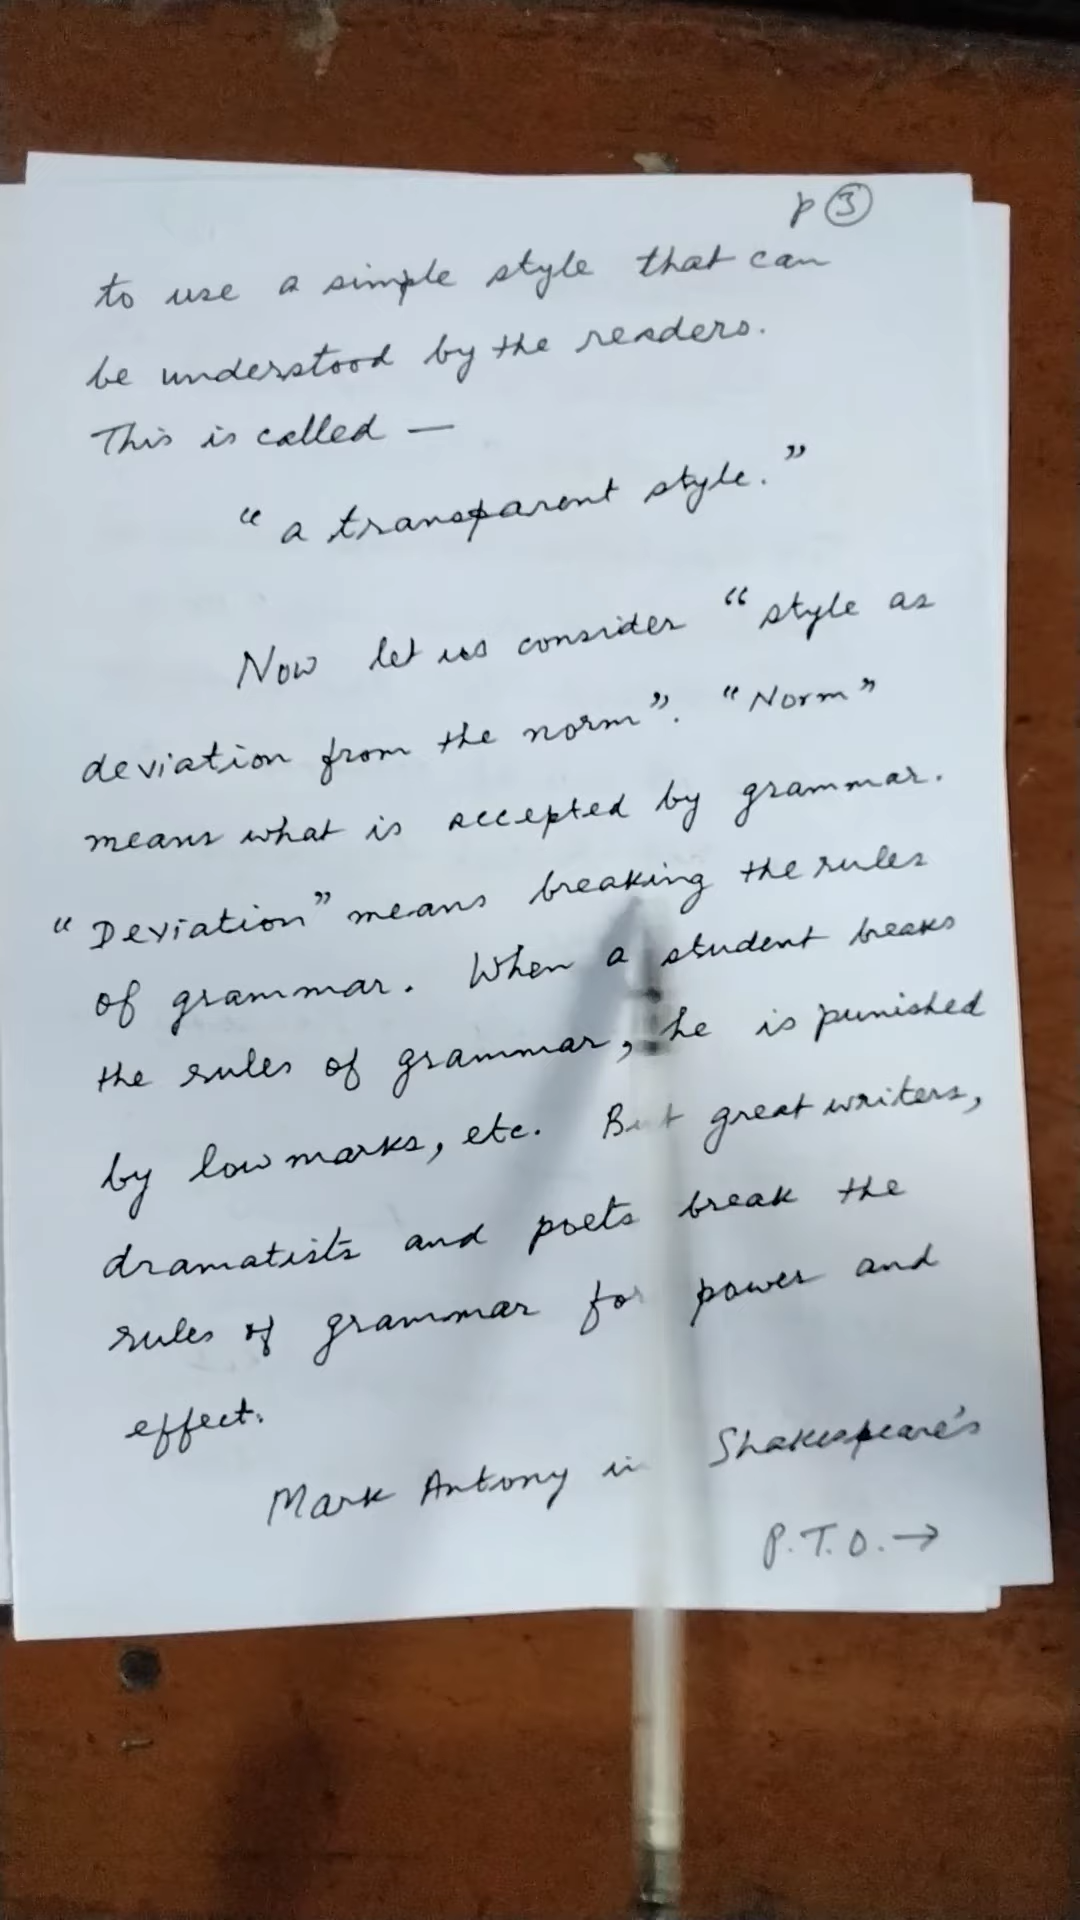 p ③
to use a simple style that can
be understood by the readers.
This is called —
“a transparent style.”
Now let us consider “style as
deviation from the norm”. “Norm”
means what is accepted by grammar.
“Deviation” means breaking the rules
of grammar. When a student breaks
the rules of grammar, he is punished
by low marks, etc. But great writers,
dramatists and poets break the
rules of grammar for power and
effect.
Mark Antony in Shakespeare's
P.T.O. →